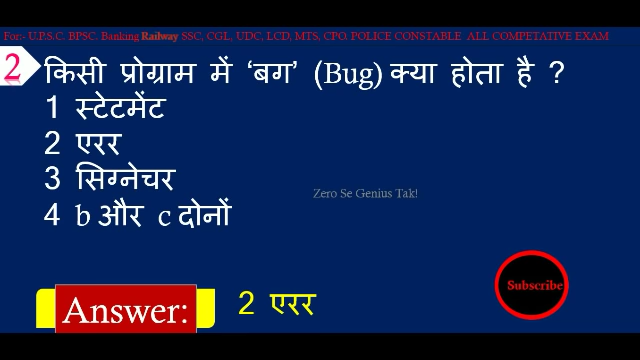 For:- U.P.S.C. BPSC. Banking Railway SSC, CGL, UDC, LCD, MTS, CPO. POLICE CONSTABLE ALL COMPETATIVE EXAM
2 किसी प्रोग्राम में ‘बग’ (Bug) क्या होता है ?
1 स्टेटमेंट
2 एरर
3 सिग्नेचर
4 b और c दोनों
Zero Se Genius Tak!
Subscribe
Answer: 2 एरर